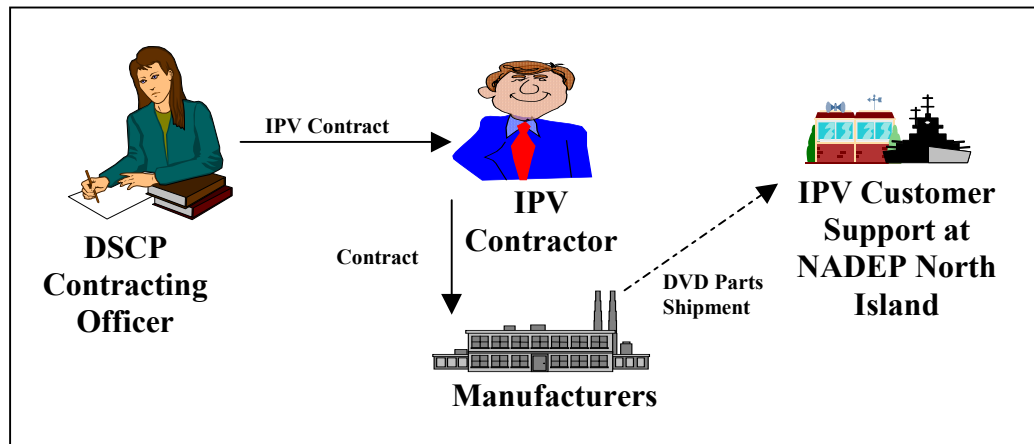 DSCP
Contracting
Officer
IPV Contract
IPV
Contractor
Contract
Manufacturers
DVD Parts
Shipment
IPV Customer
Support at
NADEP North
Island